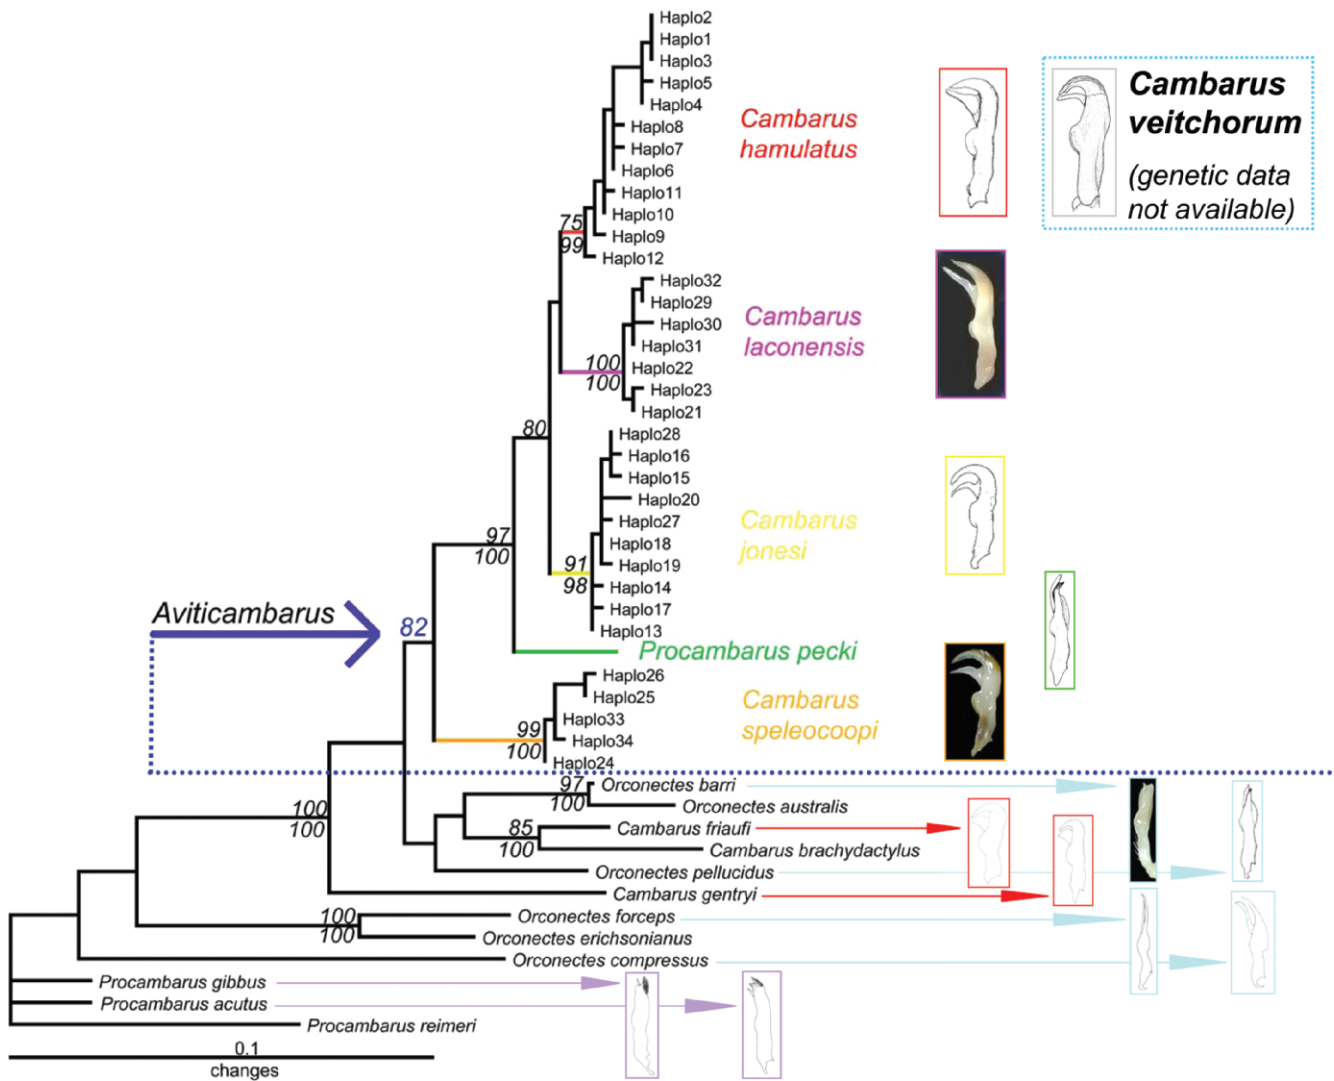 Haplo2
Haplo1
Haplo3
Haplo5
Haplo4
Haplo8
Haplo7
Haplo6
Haplo11
Haplo10
Haplo9
Haplo12
75
99
Cambarus
hamulatus
Cambarus
veitchorum
(genetic data
not available)
Haplo32
Haplo29
Haplo30
Haplo31
Haplo22
Haplo23
Haplo21
100
100
Cambarus
laconensis
80
Haplo28
Haplo16
Haplo15
Haplo20
Haplo27
Haplo18
Haplo19
Haplo14
Haplo17
Haplo13
91
98
Cambarus
jonesi
97
100
Procambarus pecki
Aviticambarus
82
Haplo26
Haplo25
Haplo33
Haplo34
Haplo24
99
100
Cambarus
speleocoopi
97
100
Orconectes barri
Orconectes australis
85
100
Cambarus friaufi
Cambarus brachydactylus
Orconectes pellucidus
100
100
Cambarus gentryi
100
100
Orconectes forceps
Orconectes erichsonianus
Orconectes compressus
Procambarus gibbus
Procambarus acutus
Procambarus reimeri
0.1
changes